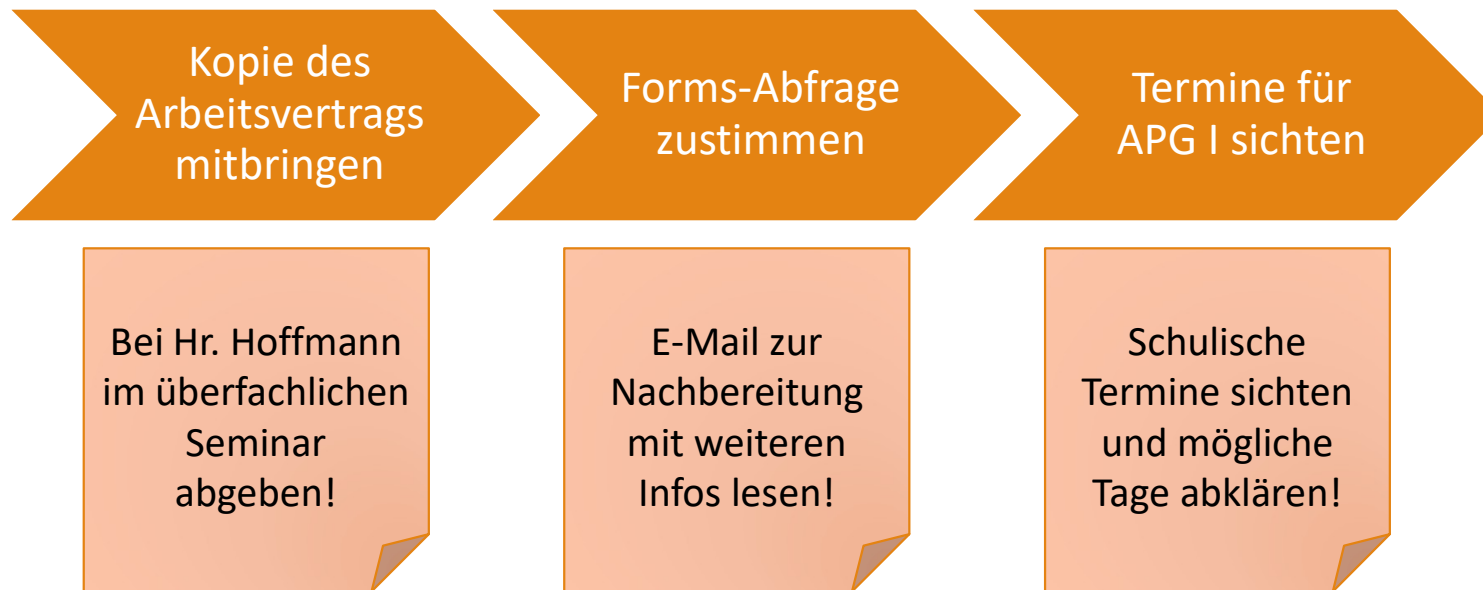 Kopie des
Arbeitsvertrags
mitbringen
Forms-Abfrage
zustimmen
Termine für
APG I sichten
Bei Hr. Hoffmann
im überfachlichen
Seminar
abgeben!
E-Mail zur
Nachbereitung
mit weiteren
Infos lesen!
Schulische
Termine sichten
und mögliche
Tage abklären!